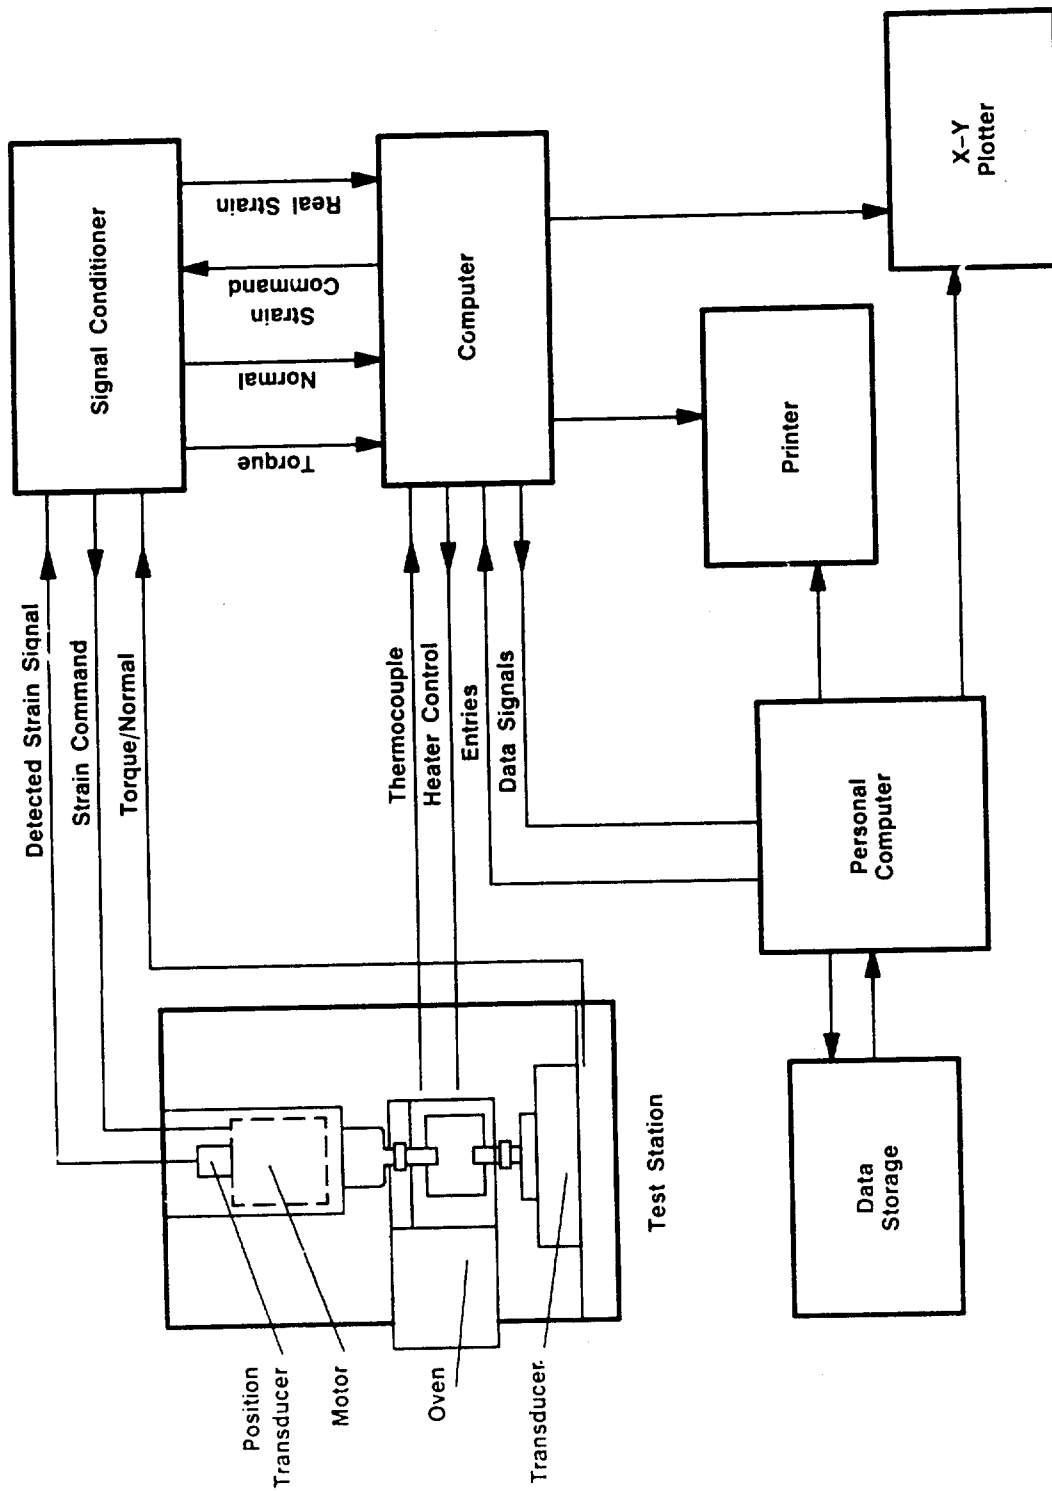 Position
Transducer
Motor
Oven
Transducer.
Test Station
Detected Strain Signal
Strain Command
Torque/Normal
Thermocouple
Heater Control
Entries
Data Signals
Signal Conditioner
Torque
Normal
Strain
Command
Real Strain
Computer
Printer
X-Y
Plotter
Personal
Computer
Data
Storage